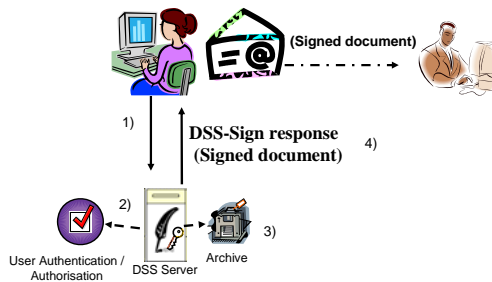 (Signed document)
= @
1)
DSS-Sign response
(Signed document)
4)
2)
3)
User Authentication /
Authorisation
DSS Server
Archive